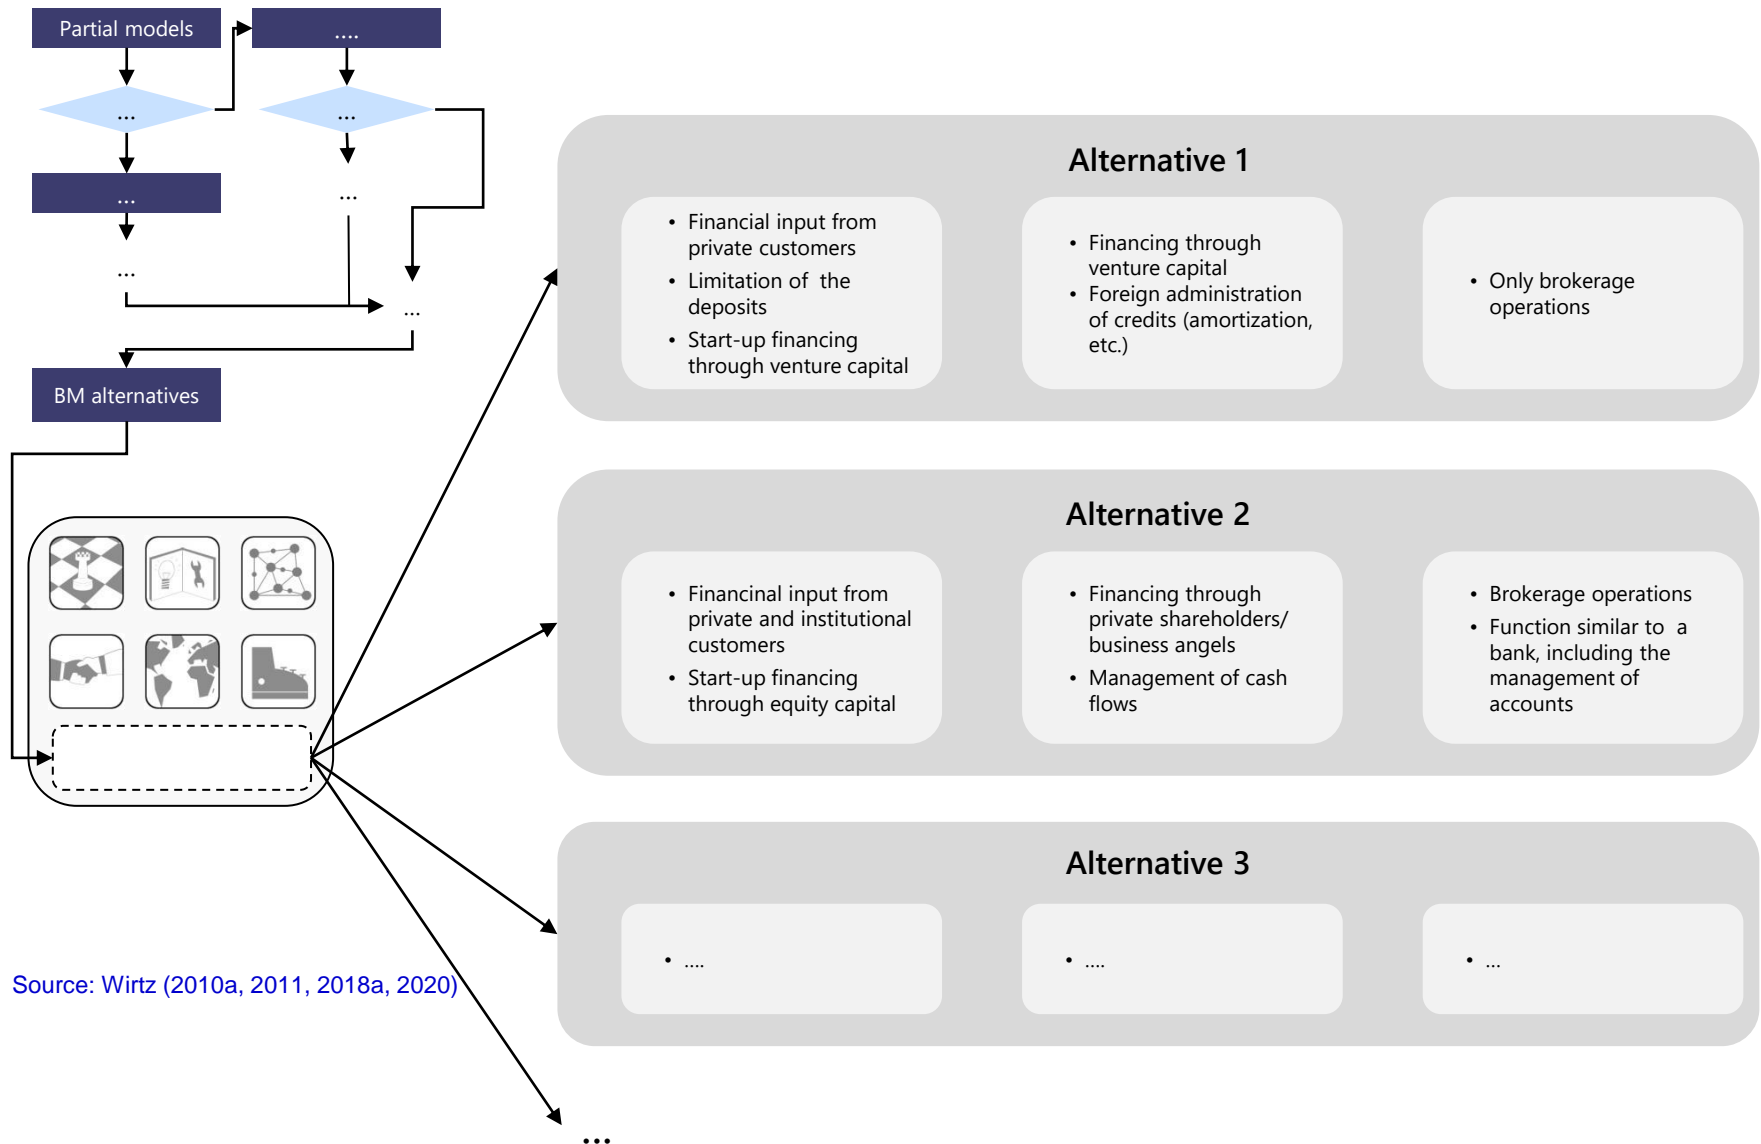 Partial models
....
...
...
...
...
...
...
BM alternatives
Source: Wirtz (2010a, 2011, 2018a, 2020)
Alternative 1
• Financial input from
private customers
• Limitation of the
deposits
• Start-up financing
through venture capital
• Financing through
venture capital
• Foreign administration
of credits (amortization,
etc.)
• Only brokerage
operations
Alternative 2
• Financinal input from
private and institutional
customers
• Start-up financing
through equity capital
• Financing through
private shareholders/
business angels
• Management of cash
flows
• Brokerage operations
• Function similar to a
bank, including the
management of
accounts
Alternative 3
• ....
• ....
• ...
...